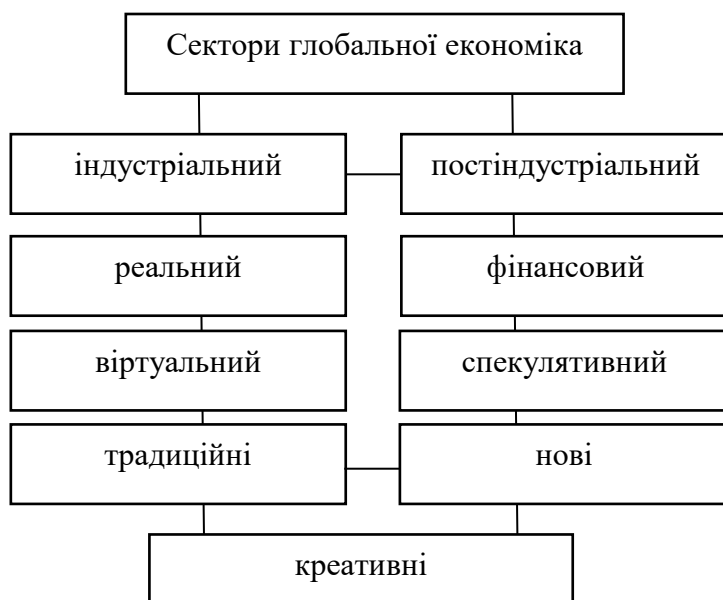 Сектори глобальної економіка
індустріальний
постіндустріальний
реальний
фінансовий
віртуальний
спекулятивний
традиційні
нові
креативні